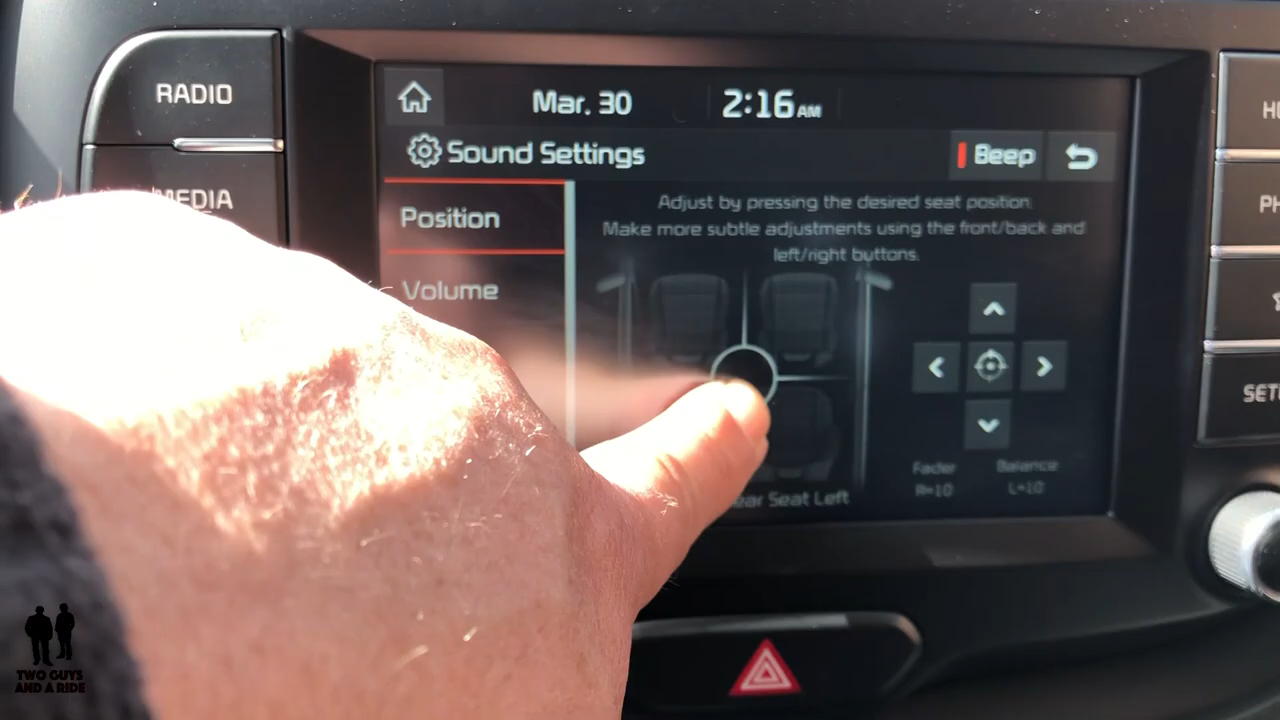 RADIO
MEDIA
Mar. 30
2:16 AM
Sound Settings
Beep
Position
Volume
Adjust by pressing the desired seat position.
Make more subtle adjustments using the front/back and
left/right buttons.
Fader
Balance
R=10
L=10
Seat Left
TWO GUYS
AND A RIDE